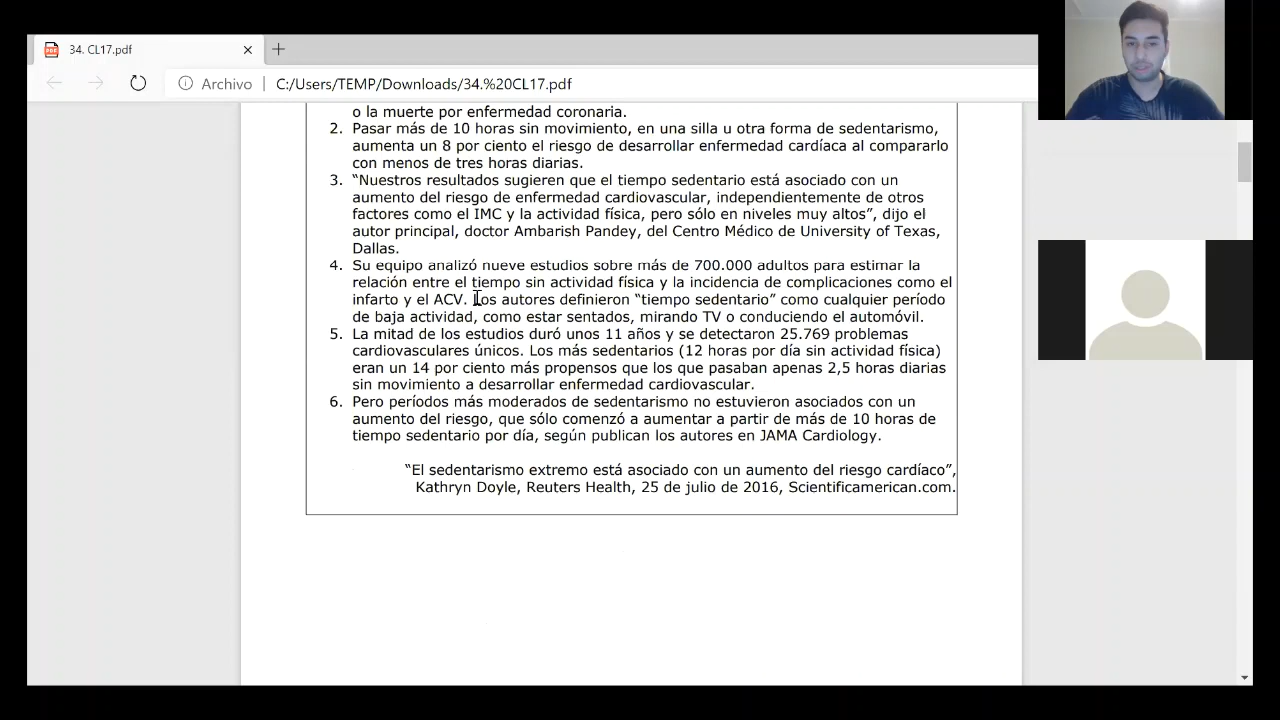 34. CL17.pdf
Archivo | C:/Users/TEMP/Downloads/34.%20CL17.pdf
o la muerte por enfermedad coronaria.
2. Pasar más de 10 horas sin movimiento, en una silla u otra forma de sedentarismo,
aumenta un 8 por ciento el riesgo de desarrollar enfermedad cardíaca al compararlo
con menos de tres horas diarias.
3. “Nuestros resultados sugieren que el tiempo sedentario está asociado con un
aumento del riesgo de enfermedad cardiovascular, independientemente de otros
factores como el IMC y la actividad física, pero sólo en niveles muy altos”, dijo el
autor principal, doctor Ambarish Pandey, del Centro Médico de University of Texas,
Dallas.
4. Su equipo analizó nueve estudios sobre más de 700.000 adultos para estimar la
relación entre el tiempo sin actividad física y la incidencia de complicaciones como el
infarto y el ACV. Los autores definieron “tiempo sedentario” como cualquier período
de baja actividad, como estar sentados, mirando TV o conduciendo el automóvil.
5. La mitad de los estudios duró unos 11 años y se detectaron 25.769 problemas
cardiovasculares únicos. Los más sedentarios (12 horas por día sin actividad física)
eran un 14 por ciento más propensos que los que pasaban apenas 2,5 horas diarias
sin movimiento a desarrollar enfermedad cardiovascular.
6. Pero períodos más moderados de sedentarismo no estuvieron asociados con un
aumento del riesgo, que sólo comenzó a aumentar a partir de más de 10 horas de
tiempo sedentario por día, según publican los autores en JAMA Cardiology.
“El sedentarismo extremo está asociado con un aumento del riesgo cardíaco”,
Kathryn Doyle, Reuters Health, 25 de julio de 2016, Scientificamerican.com.